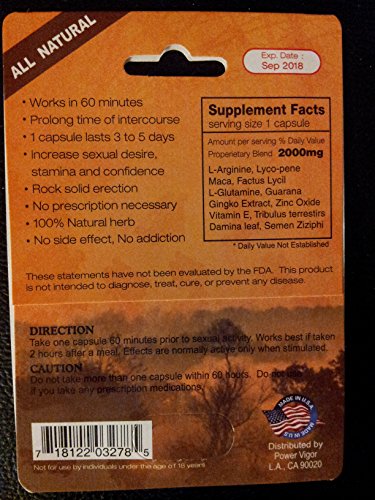 ALL NATURAL
Exp. Date :
Sep 2018
• Works in 60 minutes
• Prolong time of intercourse
• 1 capsule lasts 3 to 5 days
• increase sexual desire,
stamina and confidence
• Rock solid erection
• No prescription necessary
• 100% Natural herb
• No side effect, No addiction
Supplement Facts
serving size 1 capsule
Amount per serving % Daily Value
Propenetary Blend 2000mg
L-Arginine, Lyco-pene
Maca, Factus Lycil
L-Glutamine, Guarana
Gingko Extract, Zinc Oxide
Vitamin E, Tribulus terrestirs
Damina leaf, Semen Ziziphi
* Daily Value Not Established
These statements have not been evaluated by the FDA. This product
is not intended to diagnose, treat, cure, or prevent any disease.
DIRECTION
Take one capsule 60 minutes prior to sexual activity. Works best if taken
2 hours after a meal. Effects are normally active only when stimulated.
CAUTION
Do not take more than one capsule within 60 hours. Do not use
if you take any prescription medications.
7 18122 03278 5
MADE IN U.S.A.
MADE IN U.S
Distributed by
Power Vigor
L.A., CA 90020
Not for use by individuals under the age of 18 years